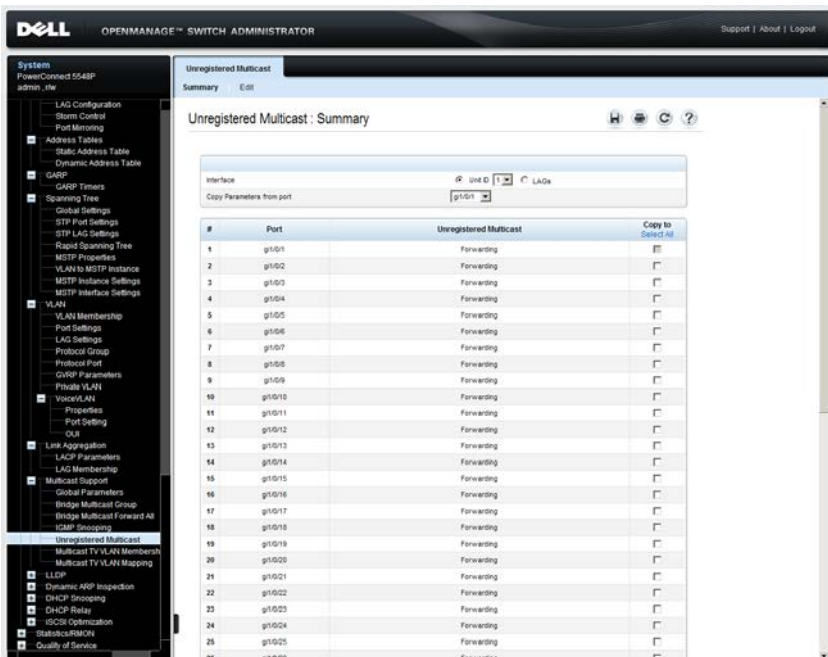 DELL OPENMANAGE™ SWITCH ADMINISTRATOR
Support | About | Logout
System
PowerConnect 5548P
admin , r/w
LAG Configuration
Storm Control
Port Mirroring
Address Tables
Static Address Table
Dynamic Address Table
GARP
GARP Timers
Spanning Tree
Global Settings
STP Port Settings
STP LAG Settings
Rapid Spanning Tree
MSTP Properties
VLAN to MSTP Instance
MSTP Instance Settings
MSTP Interface Settings
VLAN
VLAN Membership
Port Settings
LAG Settings
Protocol Group
Protocol Port
GVRP Parameters
Private VLAN
VoiceVLAN
Properties
Port Setting
OUI
Link Aggregation
LACP Parameters
LAG Membership
Multicast Support
Global Parameters
Bridge Multicast Group
Bridge Multicast Forward All
IGMP Snooping
Unregistered Multicast
Multicast TV VLAN Membersh
Multicast TV VLAN Mapping
LLDP
Dynamic ARP Inspection
DHCP Snooping
DHCP Relay
iSCSI Optimization
Statistics/RMON
Quality of Service
Unregistered Multicast
Summary Edit
Unregistered Multicast : Summary
Interface Unit ID 1 LAGs
Copy Parameters from port gi1/0/1
# Port Unregistered Multicast Copy to
Select All
1 gi1/0/1 Forwarding
2 gi1/0/2 Forwarding
3 gi1/0/3 Forwarding
4 gi1/0/4 Forwarding
5 gi1/0/5 Forwarding
6 gi1/0/6 Forwarding
7 gi1/0/7 Forwarding
8 gi1/0/8 Forwarding
9 gi1/0/9 Forwarding
10 gi1/0/10 Forwarding
11 gi1/0/11 Forwarding
12 gi1/0/12 Forwarding
13 gi1/0/13 Forwarding
14 gi1/0/14 Forwarding
15 gi1/0/15 Forwarding
16 gi1/0/16 Forwarding
17 gi1/0/17 Forwarding
18 gi1/0/18 Forwarding
19 gi1/0/19 Forwarding
20 gi1/0/20 Forwarding
21 gi1/0/21 Forwarding
22 gi1/0/22 Forwarding
23 gi1/0/23 Forwarding
24 gi1/0/24 Forwarding
25 gi1/0/25 Forwarding